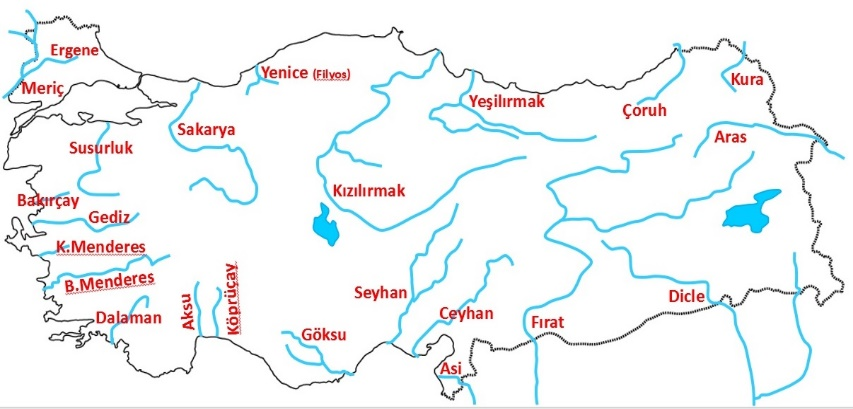 Ergene
Meriç
Yenice (Filyos)
Sakarya
Yeşilırmak
Çoruh
Kura
Aras
Susurluk
Bakırçay
Gediz
Kızılırmak
K.Menderes
B.Menderes
Dalaman
Aksu
Köprüçay
Göksu
Seyhan
Ceyhan
Asi
Fırat
Dicle